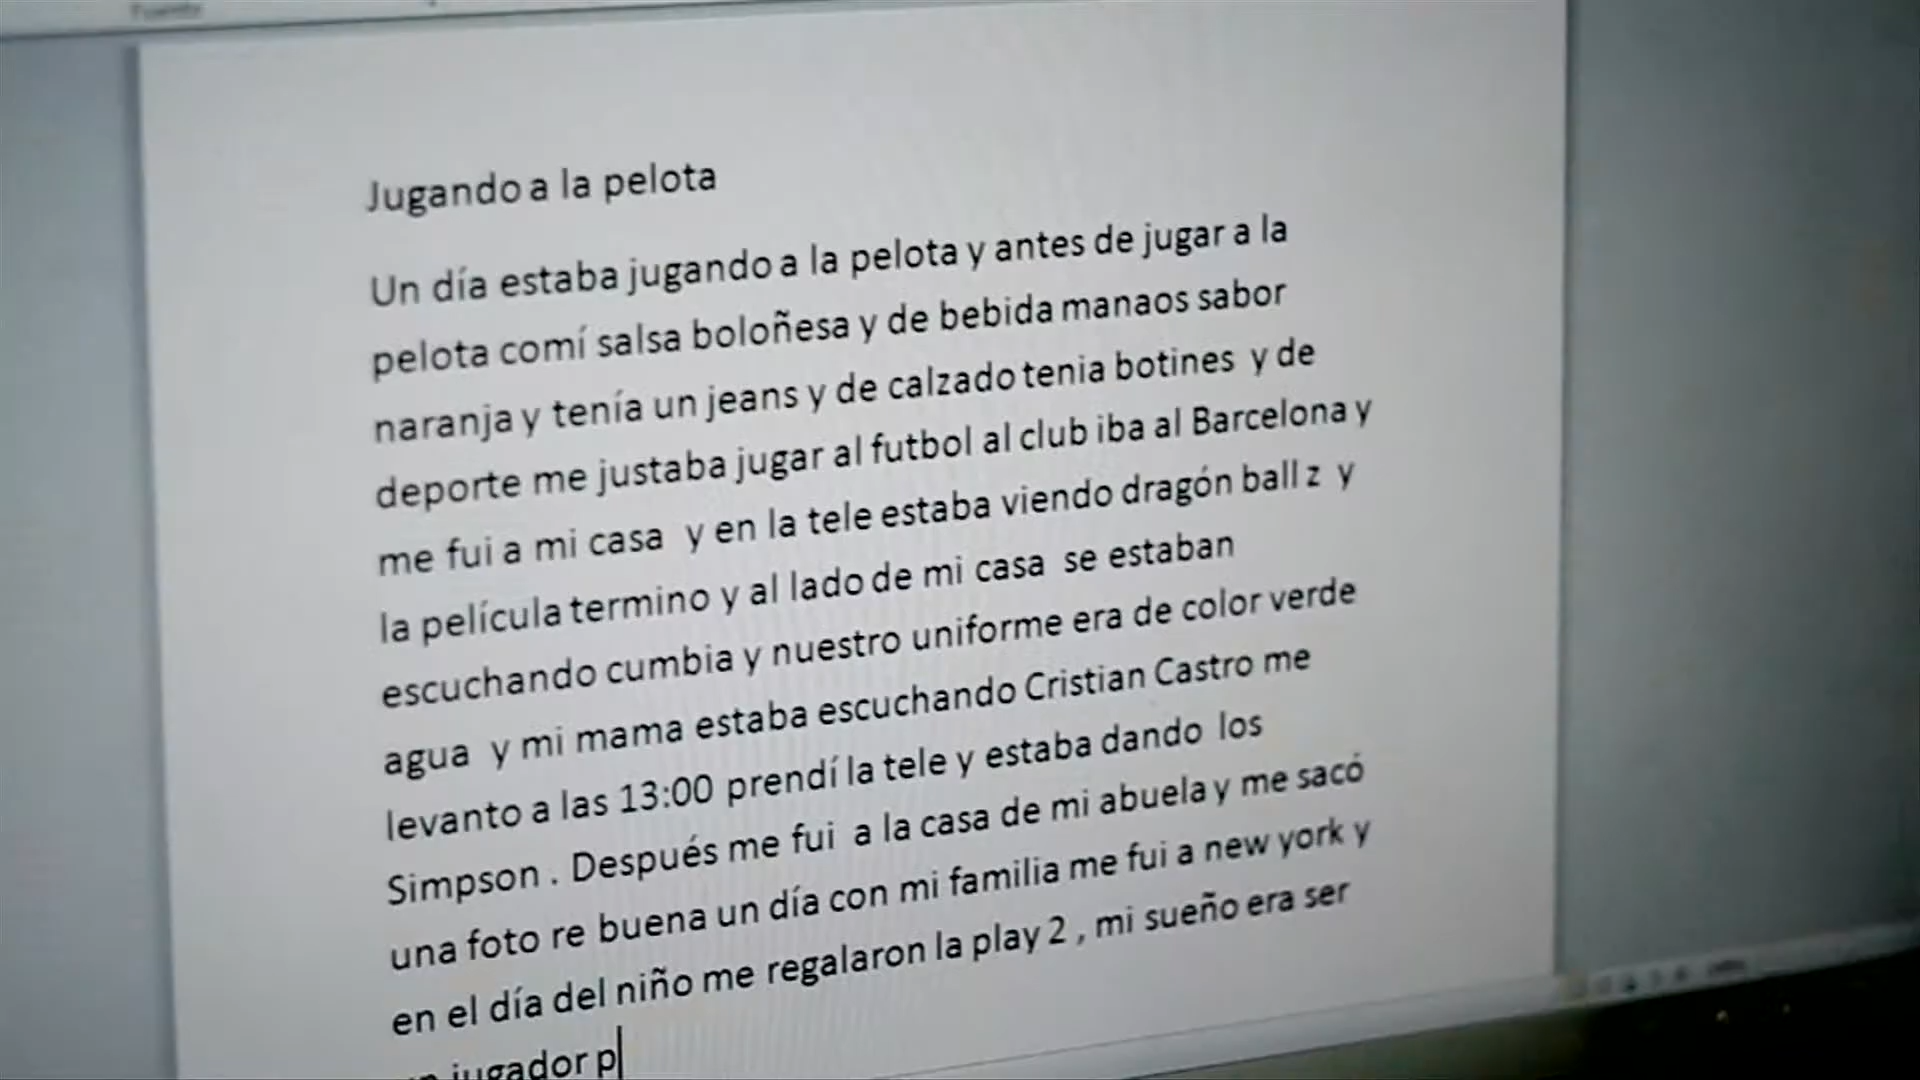 Jugando a la pelota
Un día estaba jugando a la pelota y antes de jugar a la
pelota comí salsa boloñesa y de bebida manaos sabor
naranja y tenía un jeans y de calzado tenia botines y de
deporte me justaba jugar al futbol al club iba al Barcelona y
me fui a mi casa y en la tele estaba viendo dragón ball z y
la película termino y al lado de mi casa se estaban
escuchando cumbia y nuestro uniforme era de color verde
agua y mi mama estaba escuchando Cristian Castro me
levanto a las 13:00 prendí la tele y estaba dando los
Simpson . Después me fui a la casa de mi abuela y me sacó
una foto re buena un día con mi familia me fui a new york y
en el día del niño me regalaron la play 2 , mi sueño era ser
un jugador p